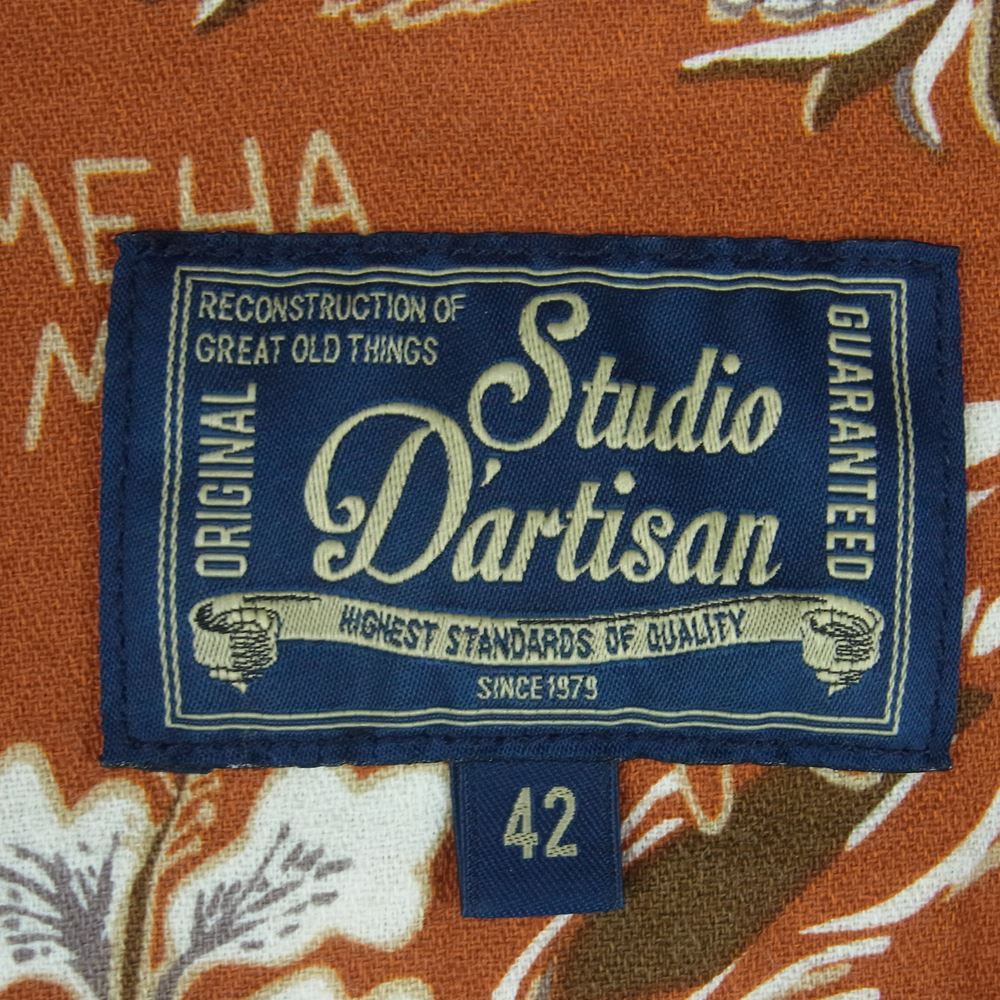 MEHA
RECONSTRUCTION OF
GREAT OLD THINGS
ORIGINAL
Studio
D'artisan
GUARANTEED
HIGHEST STANDARDS OF QUALITY
SINCE 1979
42